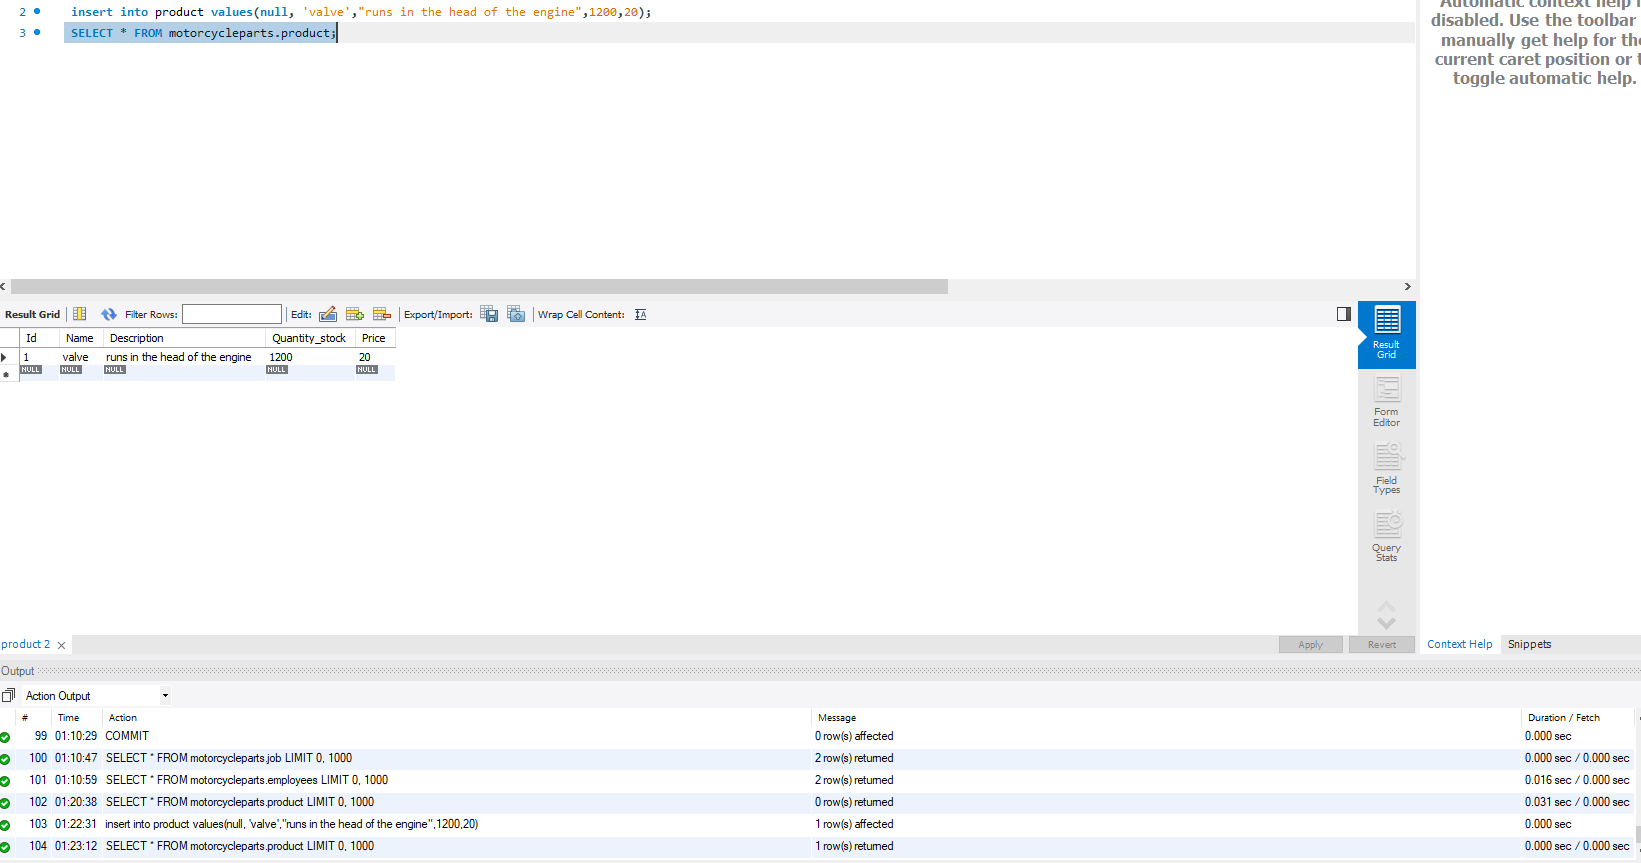 2 insert into product values(null, 'valve',"runs in the head of the engine",1200,20);
3 SELECT * FROM motorcycleparts.product;
disabled. Use the toolbar
manually get help for the
current caret position or
toggle automatic help.
Result Grid Filter Rows: Edit: Export/Import: Wrap Cell Content:
Id Name Description Quantity_stock Price
1 valve runs in the head of the engine 1200 20
NULL NULL NULL NULL NULL
Result
Grid
Form
Editor
Field
Types
Query
Stats
product 2 Apply Revert Context Help Snippets
Output
Action Output
# Time Action Message Duration / Fetch
99 01:10:29 COMMIT 0 row(s) affected 0.000 sec
100 01:10:47 SELECT * FROM motorcycleparts.job LIMIT 0, 1000 2 row(s) returned 0.000 sec / 0.000 sec
101 01:10:59 SELECT * FROM motorcycleparts.employees LIMIT 0, 1000 2 row(s) returned 0.016 sec / 0.000 sec
102 01:20:38 SELECT * FROM motorcycleparts.product LIMIT 0, 1000 0 row(s) returned 0.031 sec / 0.000 sec
103 01:22:31 insert into product values(null, 'valve',"runs in the head of the engine",1200,20) 1 row(s) affected 0.000 sec
104 01:23:12 SELECT * FROM motorcycleparts.product LIMIT 0, 1000 1 row(s) returned 0.000 sec / 0.000 sec